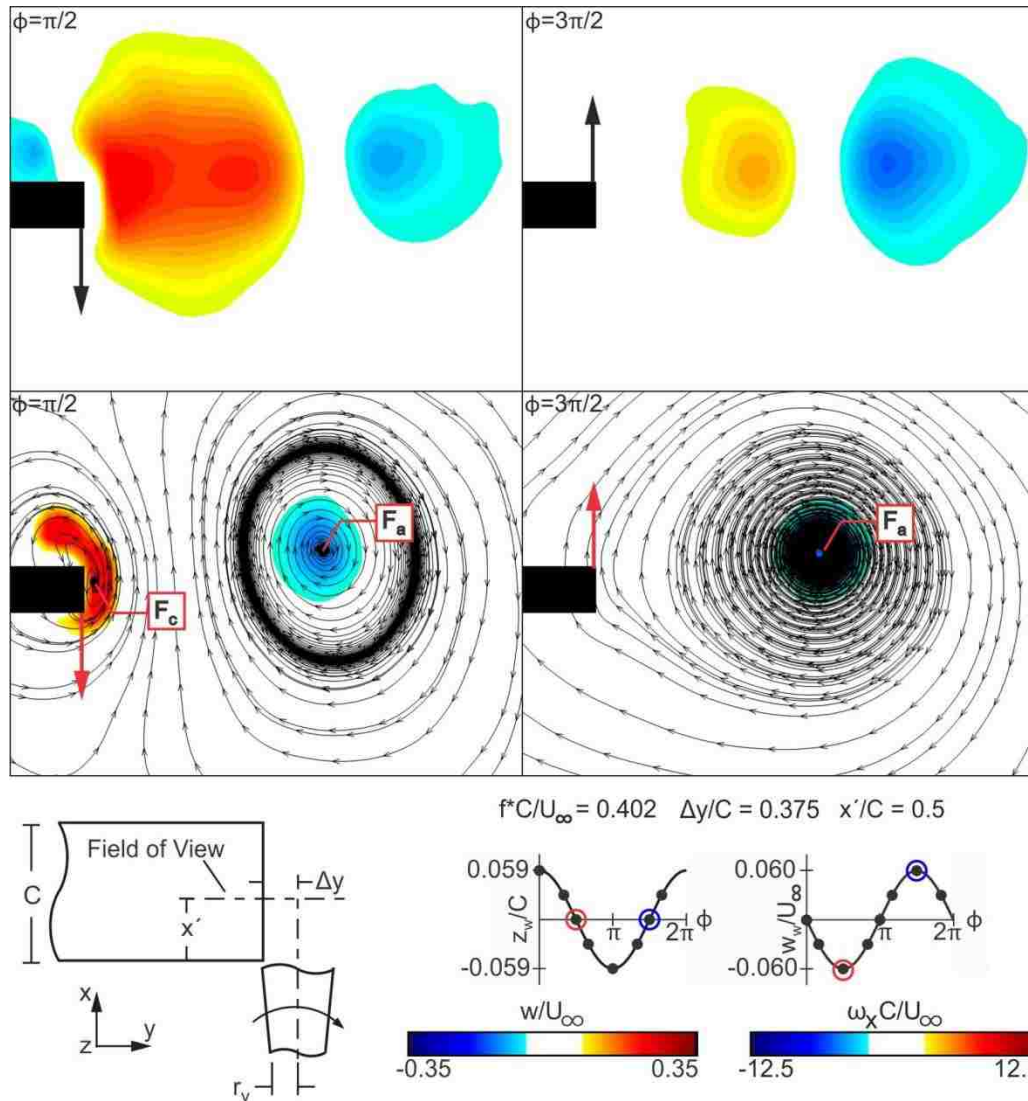 ϕ=π/2
ϕ=3π/2
ϕ=π/2
ϕ=3π/2
Fa
Fa
Fc
f*C/U∞ = 0.402 Δy/C = 0.375 x´/C = 0.5
Field of View
C
Δy
x´
x
z
y
rv
0.059
zw/C
-0.059
π
2π
ϕ
0.060
ww/U∞
-0.060
π
2π
ϕ
w/U∞
-0.35
0.35
ωxC/U∞
-12.5
12.